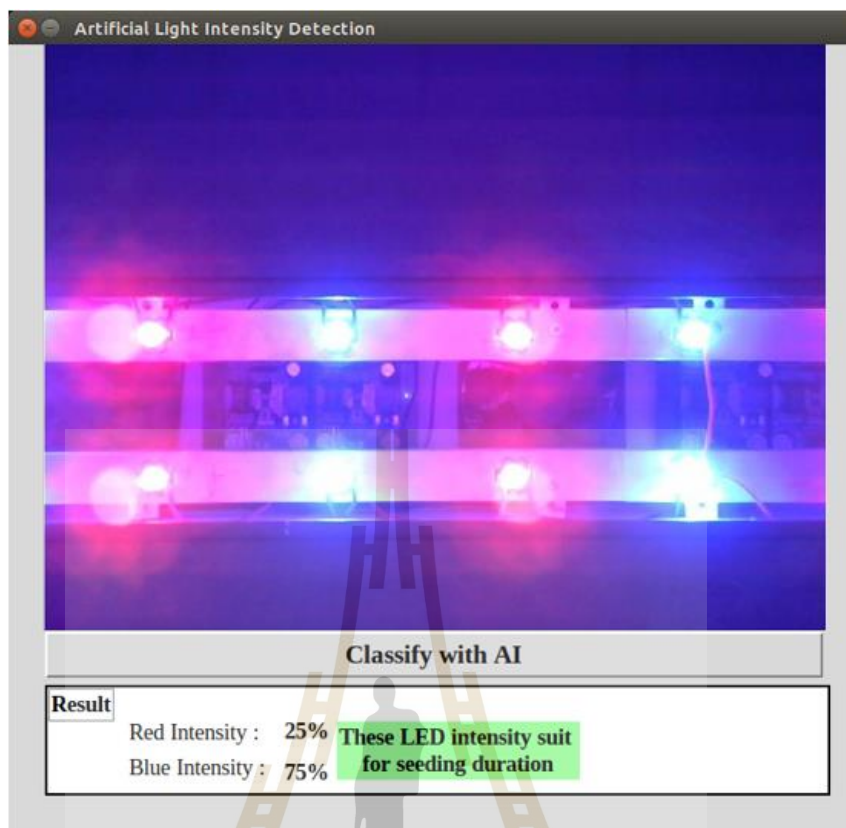 Artificial Light Intensity Detection
Classify with AI
Result
Red Intensity : 25%
Blue Intensity : 75%
These LED intensity suit
for seeding duration